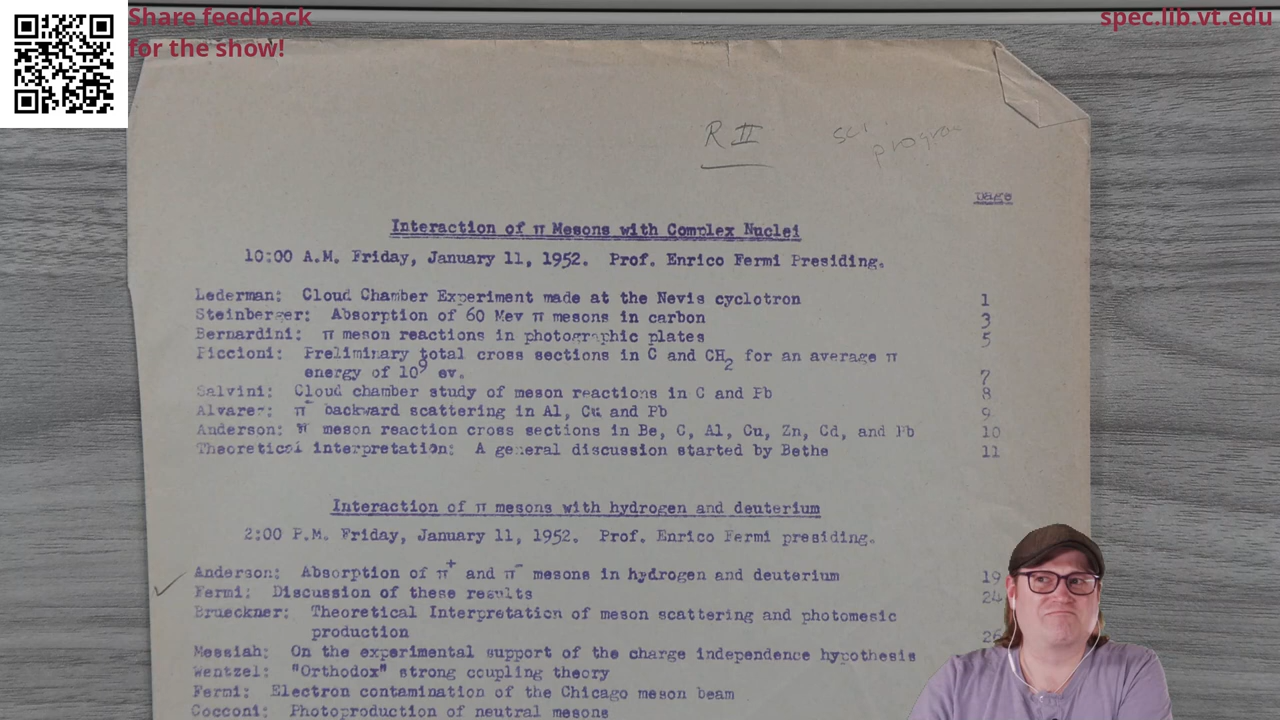 Share feedback
for the show!
spec.lib.vt.edu
R II
sci
page
Interaction of π Mesons with Complex Nuclei
10:00 A.M. Friday, January 11, 1952. Prof. Enrico Fermi Presiding.
Lederman: Cloud Chamber Experiment made at the Nevis cyclotron 1
Steinberger: Absorption of 60 Mev π mesons in carbon 3
Bernardini: π meson reactions in photographic plates 5
Piccioni: Preliminary total cross sections in C and CH₂ for an average π
energy of 10⁹ ev. 7
Salvini: Cloud chamber study of meson reactions in C and Pb 8
Alvarez: π⁻ backward scattering in Al, Cu and Pb 9
Anderson: π meson reaction cross sections in Be, C, Al, Cu, Zn, Cd, and Pb 10
Theoretical interpretation: A general discussion started by Bethe 11
Interaction of π mesons with hydrogen and deuterium
2:00 P.M. Friday, January 11, 1952. Prof. Enrico Fermi presiding.
Anderson: Absorption of π⁺ and π⁻ mesons in hydrogen and deuterium 19
Fermi: Discussion of these results 24
Brueckner: Theoretical Interpretation of meson scattering and photomesic
production 26
Messiah: On the experimental support of the charge independence hypothesis
Wentzel: "Orthodox" strong coupling theory
Fermi: Electron contamination of the Chicago meson beam
Cocconi: Photoproduction of neutral mesons